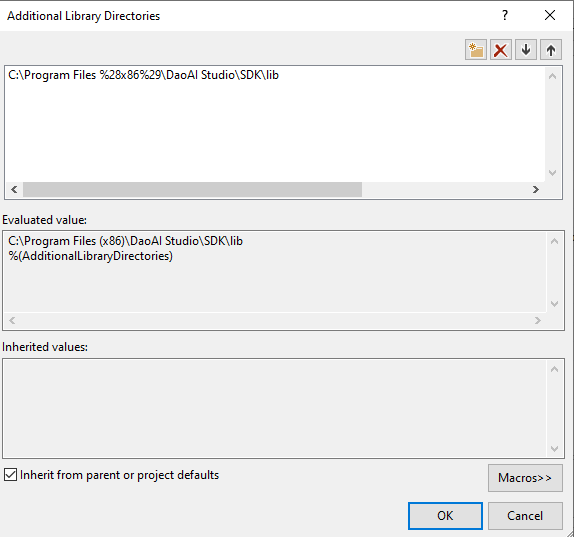 Additional Library Directories
?
C:\Program Files %28x86%29\DaoAI Studio\SDK\lib
Evaluated value:
C:\Program Files (x86)\DaoAI Studio\SDK\lib
%(AdditionalLibraryDirectories)
Inherited values:
Inherit from parent or project defaults
Macros>>
OK
Cancel